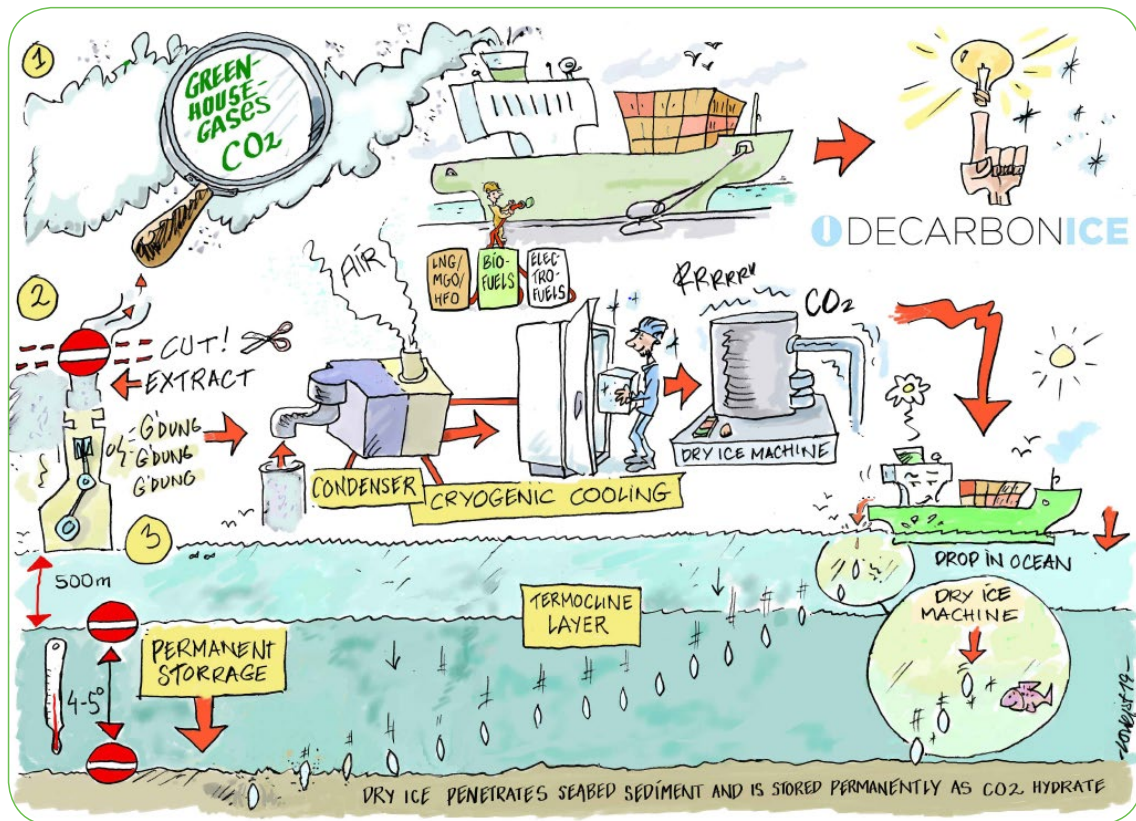 1
GREEN-
HOUSE-
GASES
CO2
DECARBONICE
LNG/
MGO/
HFO
BIO-
FUELS
ELEC-
TRO-
FUELS
2
CUT!
EXTRACT
G'DUNG
G'DUNG
G'DUNG
AIR
CONDENSER
CRYOGENIC COOLING
RRRRRR
CO2
DRY ICE MACHINE
3
500m
DROP IN OCEAN
TERMOCLINE
LAYER
DRY ICE
MACHINE
PERMANENT
STORRAGE
4-5°
DRY ICE PENETRATES SEABED SEDIMENT AND IS STORED PERMANENTLY AS CO2 HYDRATE